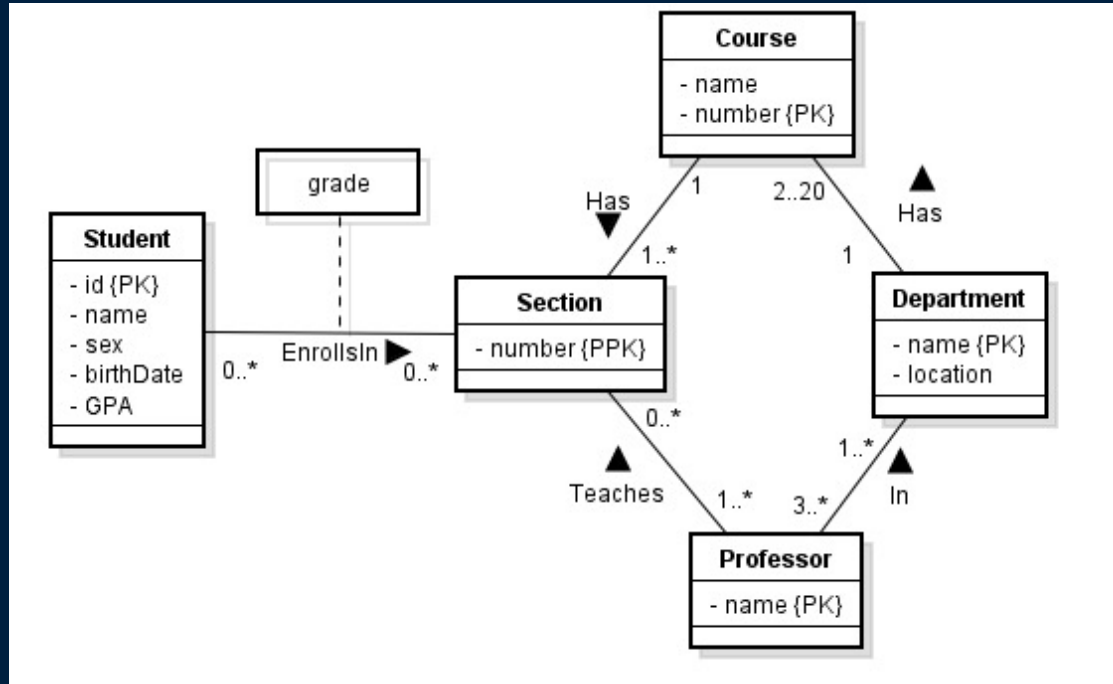 Course
- name
- number {PK}
1
2..20
Has
Has
1..*
1
grade
Student
- id {PK}
- name
- sex
- birthDate
- GPA
0..*
EnrollsIn
0..*
Section
- number {PPK}
Department
- name {PK}
- location
0..*
Teaches
1..*
1..*
In
3..*
Professor
- name {PK}